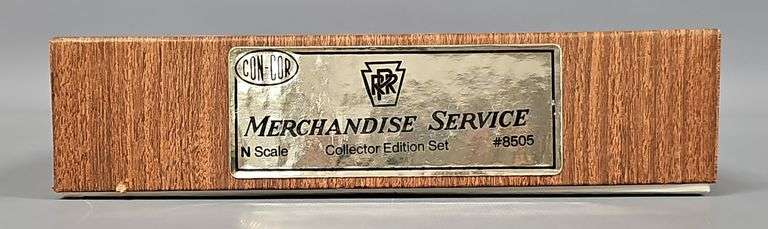 CON-COR
PRR
MERCHANDISE SERVICE
N Scale Collector Edition Set #8505